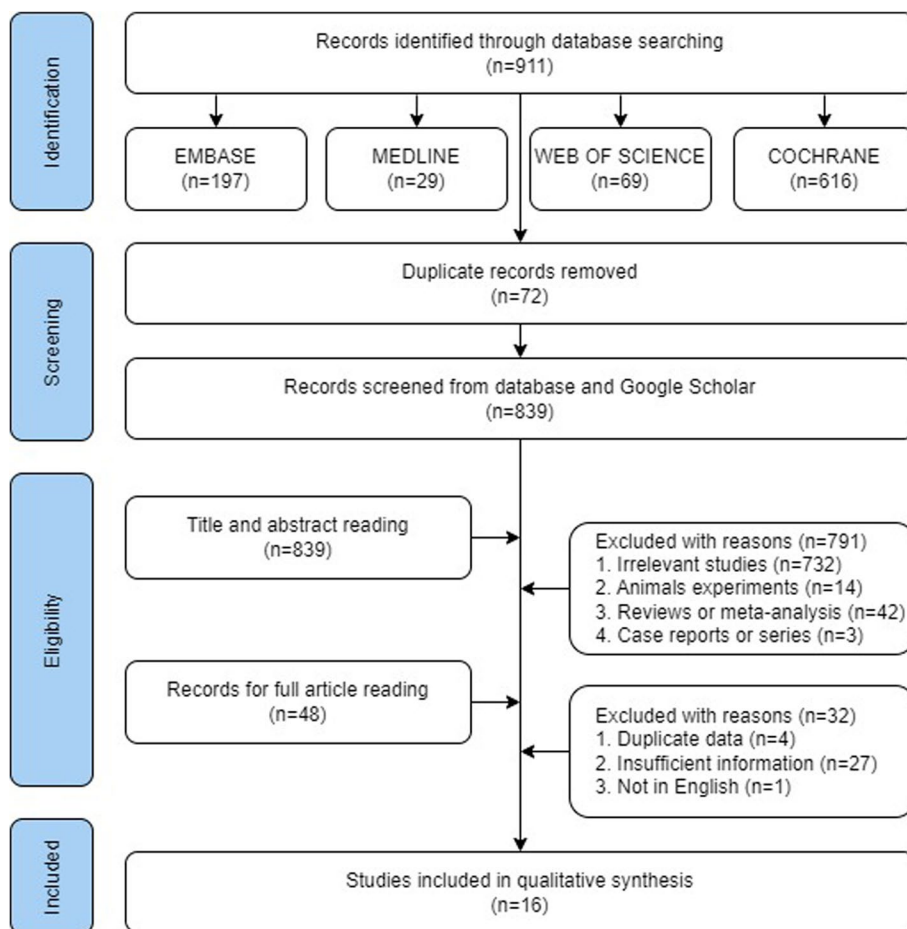 Identification
Records identified through database searching
(n=911)
EMBASE
(n=197)
MEDLINE
(n=29)
WEB OF SCIENCE
(n=69)
COCHRANE
(n=616)
Screening
Duplicate records removed
(n=72)
Records screened from database and Google Scholar
(n=839)
Eligibility
Title and abstract reading
(n=839)
Excluded with reasons (n=791)
1. Irrelevant studies (n=732)
2. Animals experiments (n=14)
3. Reviews or meta-analysis (n=42)
4. Case reports or series (n=3)
Records for full article reading
(n=48)
Excluded with reasons (n=32)
1. Duplicate data (n=4)
2. Insufficient information (n=27)
3. Not in English (n=1)
Included
Studies included in qualitative synthesis
(n=16)